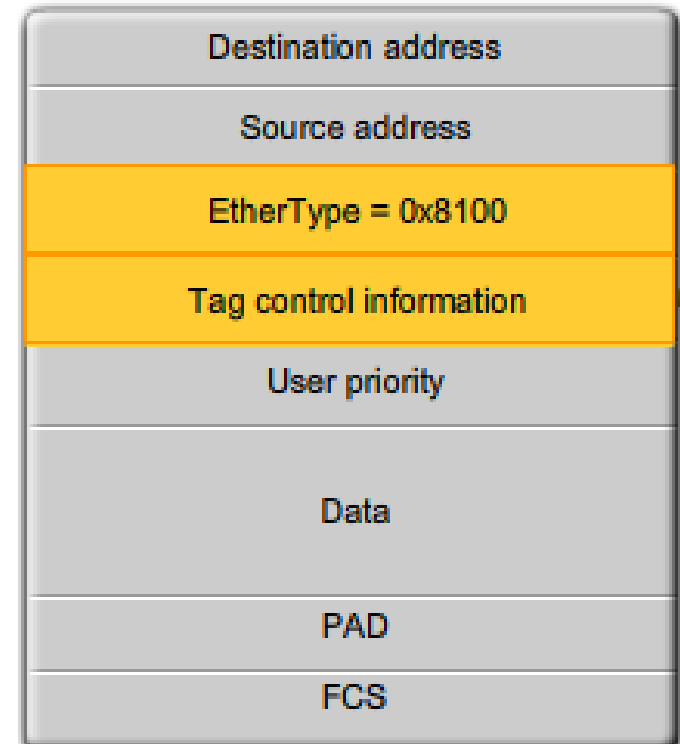 Destination address
Source address
EtherType = 0x8100
Tag control information
User priority
Data
PAD
FCS